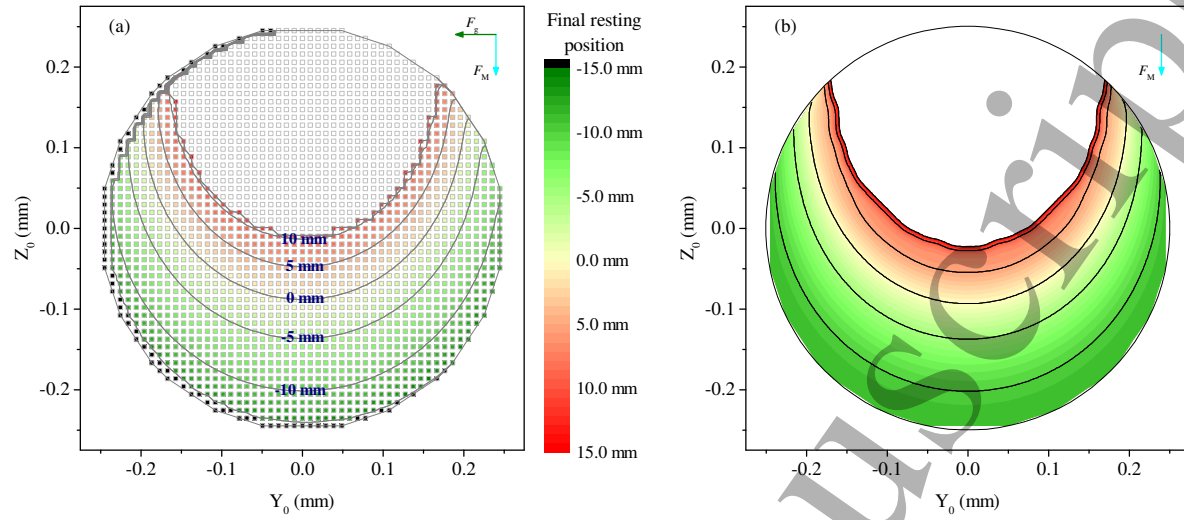 (a)
F_g
F_M
0.2
0.1
0.0
-0.1
-0.2
Z_0 (mm)
10 mm
5 mm
0 mm
-5 mm
-10 mm
-0.2
-0.1
0.0
0.1
0.2
Y_0 (mm)
Final resting
position
-15.0 mm
-10.0 mm
-5.0 mm
0.0 mm
5.0 mm
10.0 mm
15.0 mm
(b)
F_M
0.2
0.1
0.0
-0.1
-0.2
Z_0 (mm)
-0.2
-0.1
0.0
0.1
0.2
Y_0 (mm)
uscrip